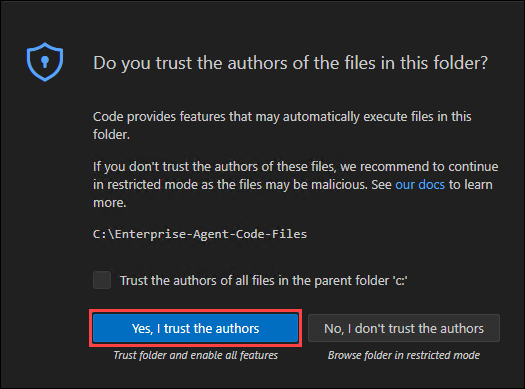 Do you trust the authors of the files in this folder?
Code provides features that may automatically execute files in this
folder.
If you don't trust the authors of these files, we recommend to continue
in restricted mode as the files may be malicious. See our docs to learn
more.
C:\Enterprise-Agent-Code-Files
Trust the authors of all files in the parent folder 'c:'
Yes, I trust the authors
No, I don't trust the authors
Trust folder and enable all features
Browse folder in restricted mode